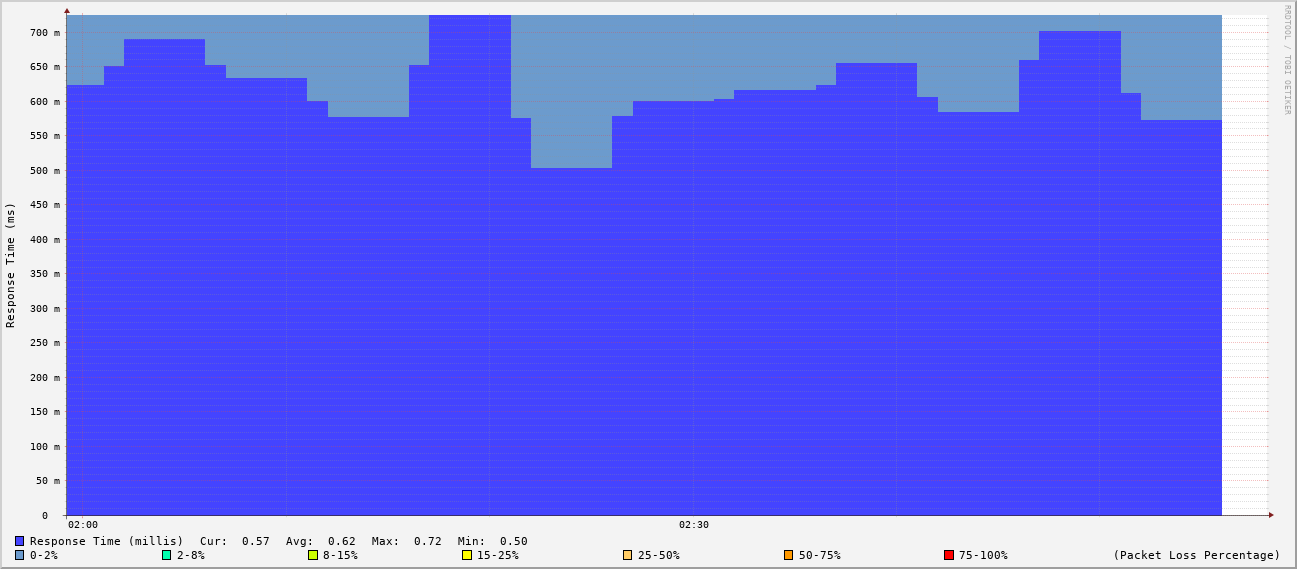 RRDTOOL / TOBI OETIKER
Response Time (ms)
700 m
650 m
600 m
550 m
500 m
450 m
400 m
350 m
300 m
250 m
200 m
150 m
100 m
50 m
0
02:00 02:30
Response Time (millis) Cur: 0.57 Avg: 0.62 Max: 0.72 Min: 0.50
0-2% 2-8% 8-15% 15-25% 25-50% 50-75% 75-100% (Packet Loss Percentage)